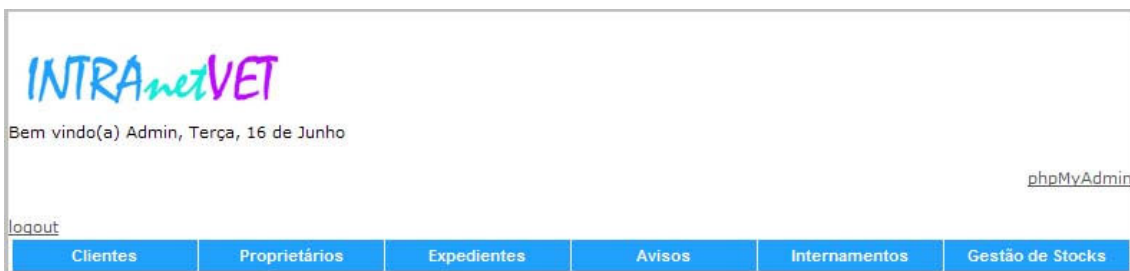 INTRAnetVET
Bem vindo(a) Admin, Terça, 16 de Junho
phpMyAdmin
logout
Clientes Proprietários Expedientes Avisos Internamentos Gestão de Stocks